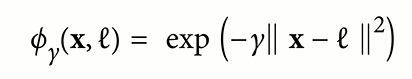 ϕ_γ(𝐱, ℓ) = exp (−γ‖ 𝐱 − ℓ ‖²)